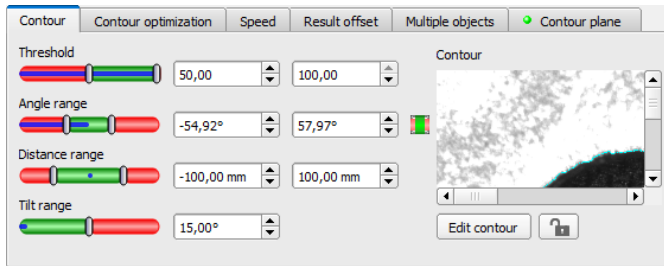 Contour Contour optimization Speed Result offset Multiple objects Contour plane
Threshold
50,00 100,00
Contour
Angle range
-54,92° 57,97°
Distance range
-100,00 mm 100,00 mm
Tilt range
15,00°
Edit contour